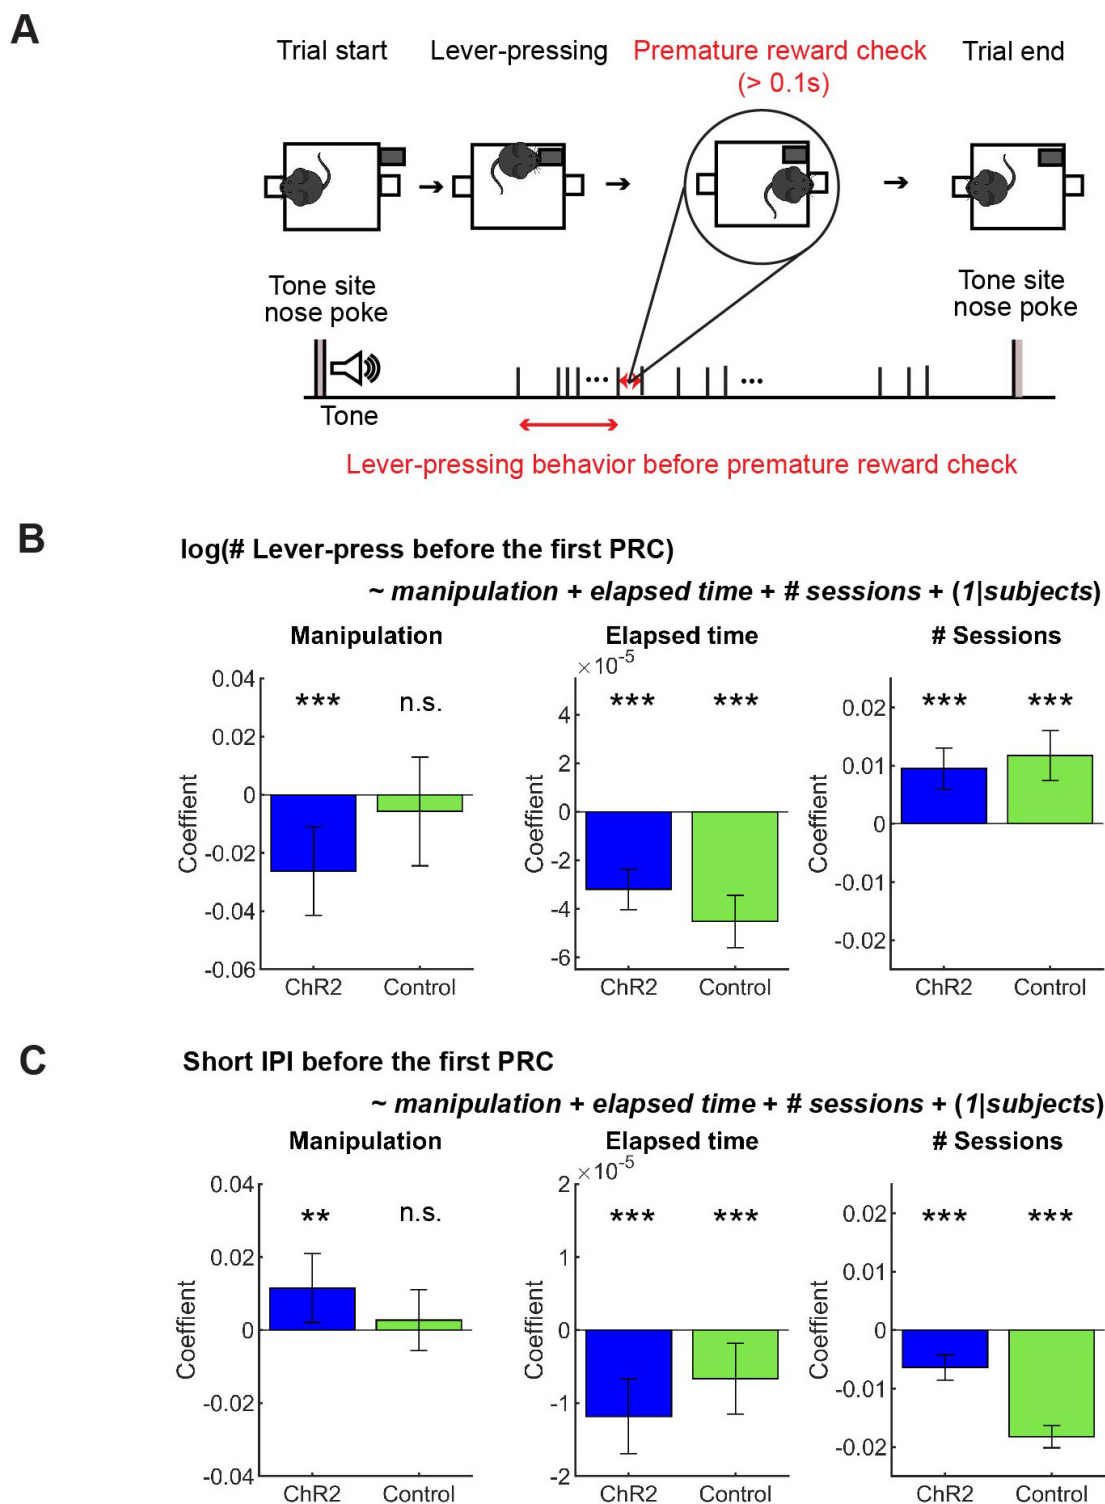 A
Trial start
Lever-pressing
Premature reward check
(> 0.1s)
Trial end
Tone site
nose poke
Tone site
nose poke
...
...
Tone
Lever-pressing behavior before premature reward check
B
log(# Lever-press before the first PRC)
~ manipulation + elapsed time + # sessions + (1|subjects)
Manipulation
Coeffient
0.04
0.02
0
-0.02
-0.04
-0.06
***
n.s.
ChR2
Control
Elapsed time
×10-5
Coeffient
4
2
0
-2
-4
-6
***
***
ChR2
Control
# Sessions
Coeffient
0.02
0.01
0
-0.01
-0.02
***
***
ChR2
Control
C
Short IPI before the first PRC
~ manipulation + elapsed time + # sessions + (1|subjects)
Manipulation
Coeffient
0.04
0.02
0
-0.02
-0.04
**
n.s.
ChR2
Control
Elapsed time
×10-5
Coeffient
2
1
0
-1
-2
***
***
ChR2
Control
# Sessions
Coeffient
0.02
0.01
0
-0.01
-0.02
***
***
ChR2
Control